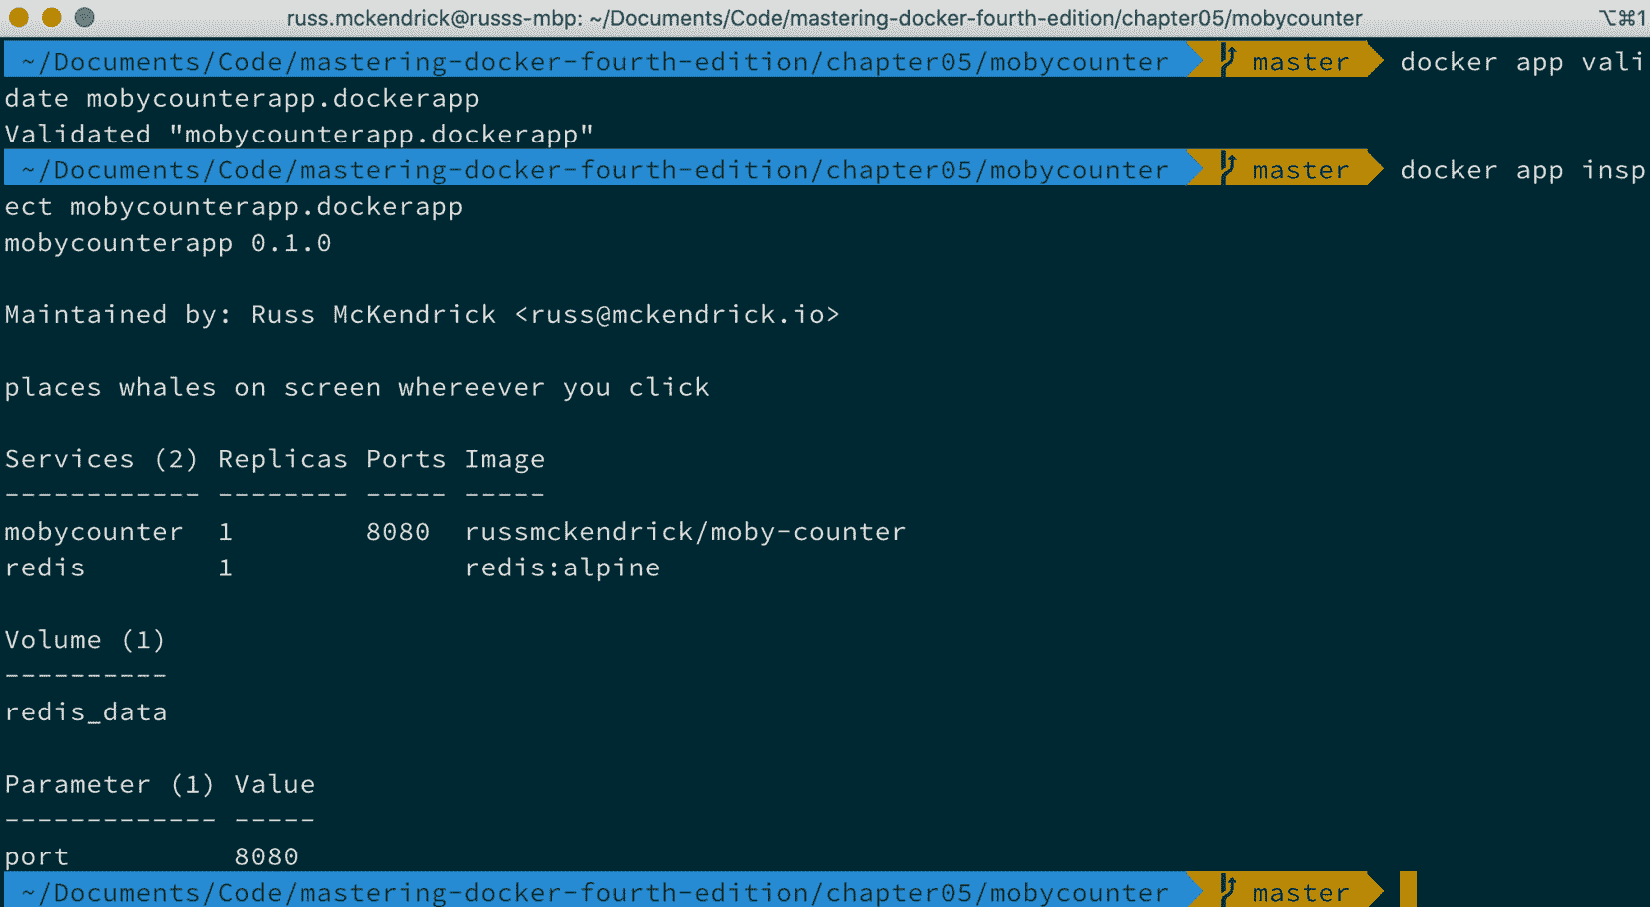 russ.mckendrick@russs-mbp: ~/Documents/Code/mastering-docker-fourth-edition/chapter05/mobycounter ⌥⌘1
~/Documents/Code/mastering-docker-fourth-edition/chapter05/mobycounter master docker app vali
date mobycounterapp.dockerapp
Validated "mobycounterapp.dockerapp"
~/Documents/Code/mastering-docker-fourth-edition/chapter05/mobycounter master docker app insp
ect mobycounterapp.dockerapp
mobycounterapp 0.1.0
Maintained by: Russ McKendrick <russ@mckendrick.io>
places whales on screen whereever you click
Services (2) Replicas Ports Image
------------ -------- ----- -----
mobycounter 1 8080 russmckendrick/moby-counter
redis 1 redis:alpine
Volume (1)
----------
redis_data
Parameter (1) Value
------------- -----
port 8080
~/Documents/Code/mastering-docker-fourth-edition/chapter05/mobycounter master